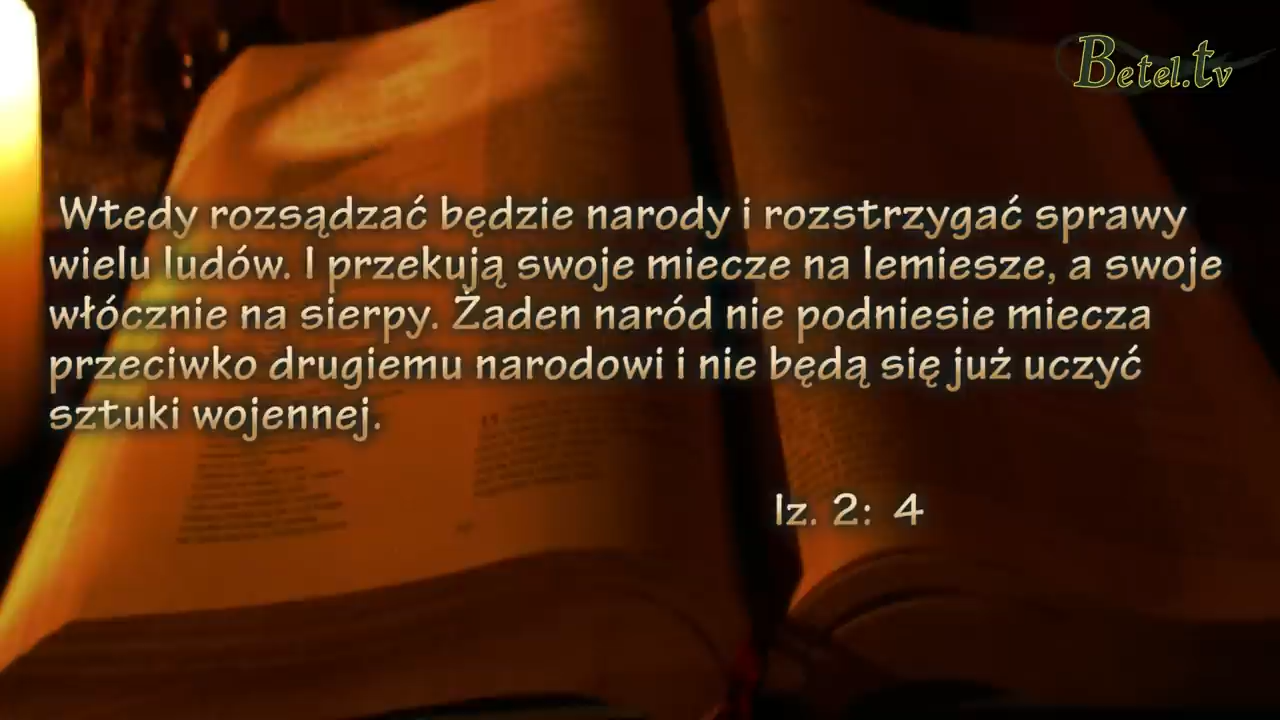 Betel.tv
Wtedy rozsądzać będzie narody i rozstrzygać sprawy
wielu ludów. I przekują swoje miecze na lemiesze, a swoje
włócznie na sierpy. Żaden naród nie podniesie miecza
przeciwko drugiemu narodowi i nie będą się już uczyć
sztuki wojennej.
Iz. 2: 4